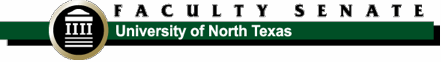 FACULTY SENATE
University of North Texas